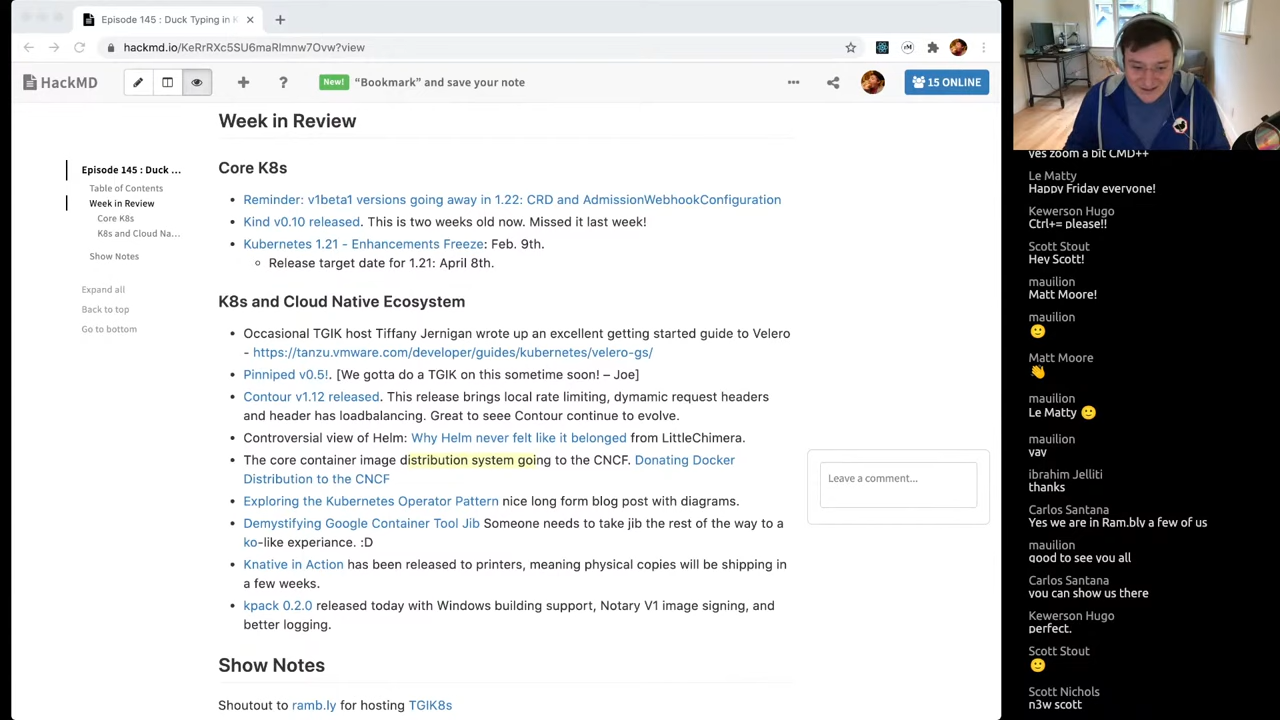 Episode 145 : Duck Typing in K
hackmd.io/KeRrRXc5SU6maRlmnw7Ovw?view
HackMD
New! “Bookmark” and save your note
15 ONLINE
Episode 145 : Duck ...
Table of Contents
Week in Review
Core K8s
K8s and Cloud Na...
Show Notes
Expand all
Back to top
Go to bottom
Week in Review
Core K8s
Reminder: v1beta1 versions going away in 1.22: CRD and AdmissionWebhookConfiguration
Kind v0.10 released. This is two weeks old now. Missed it last week!
Kubernetes 1.21 - Enhancements Freeze: Feb. 9th.
Release target date for 1.21: April 8th.
K8s and Cloud Native Ecosystem
Occasional TGIK host Tiffany Jernigan wrote up an excellent getting started guide to Velero
- https://tanzu.vmware.com/developer/guides/kubernetes/velero-gs/
Pinniped v0.5!. [We gotta do a TGIK on this sometime soon! – Joe]
Contour v1.12 released. This release brings local rate limiting, dynamic request headers
and header has loadbalancing. Great to seee Contour continue to evolve.
Controversial view of Helm: Why Helm never felt like it belonged from LittleChimera.
The core container image distribution system going to the CNCF. Donating Docker
Distribution to the CNCF
Exploring the Kubernetes Operator Pattern nice long form blog post with diagrams.
Demystifying Google Container Tool Jib Someone needs to take jib the rest of the way to a
ko-like experiance. :D
Knative in Action has been released to printers, meaning physical copies will be shipping in
a few weeks.
kpack 0.2.0 released today with Windows building support, Notary V1 image signing, and
better logging.
Show Notes
Shoutout to ramb.ly for hosting TGIK8s
Leave a comment...
yes zoom a bit CMD++
Le Matty
Happy Friday everyone!
Kewerson Hugo
Ctrl+= please!!
Scott Stout
Hey Scott!
mauilion
Matt Moore!
mauilion
🙂
Matt Moore
👋
mauilion
Le Matty 🙂
mauilion
yay
ibrahim Jelliti
thanks
Carlos Santana
Yes we are in Ram.bly a few of us
mauilion
good to see you all
Carlos Santana
you can show us there
Kewerson Hugo
perfect.
Scott Stout
🙂
Scott Nichols
n3w scott